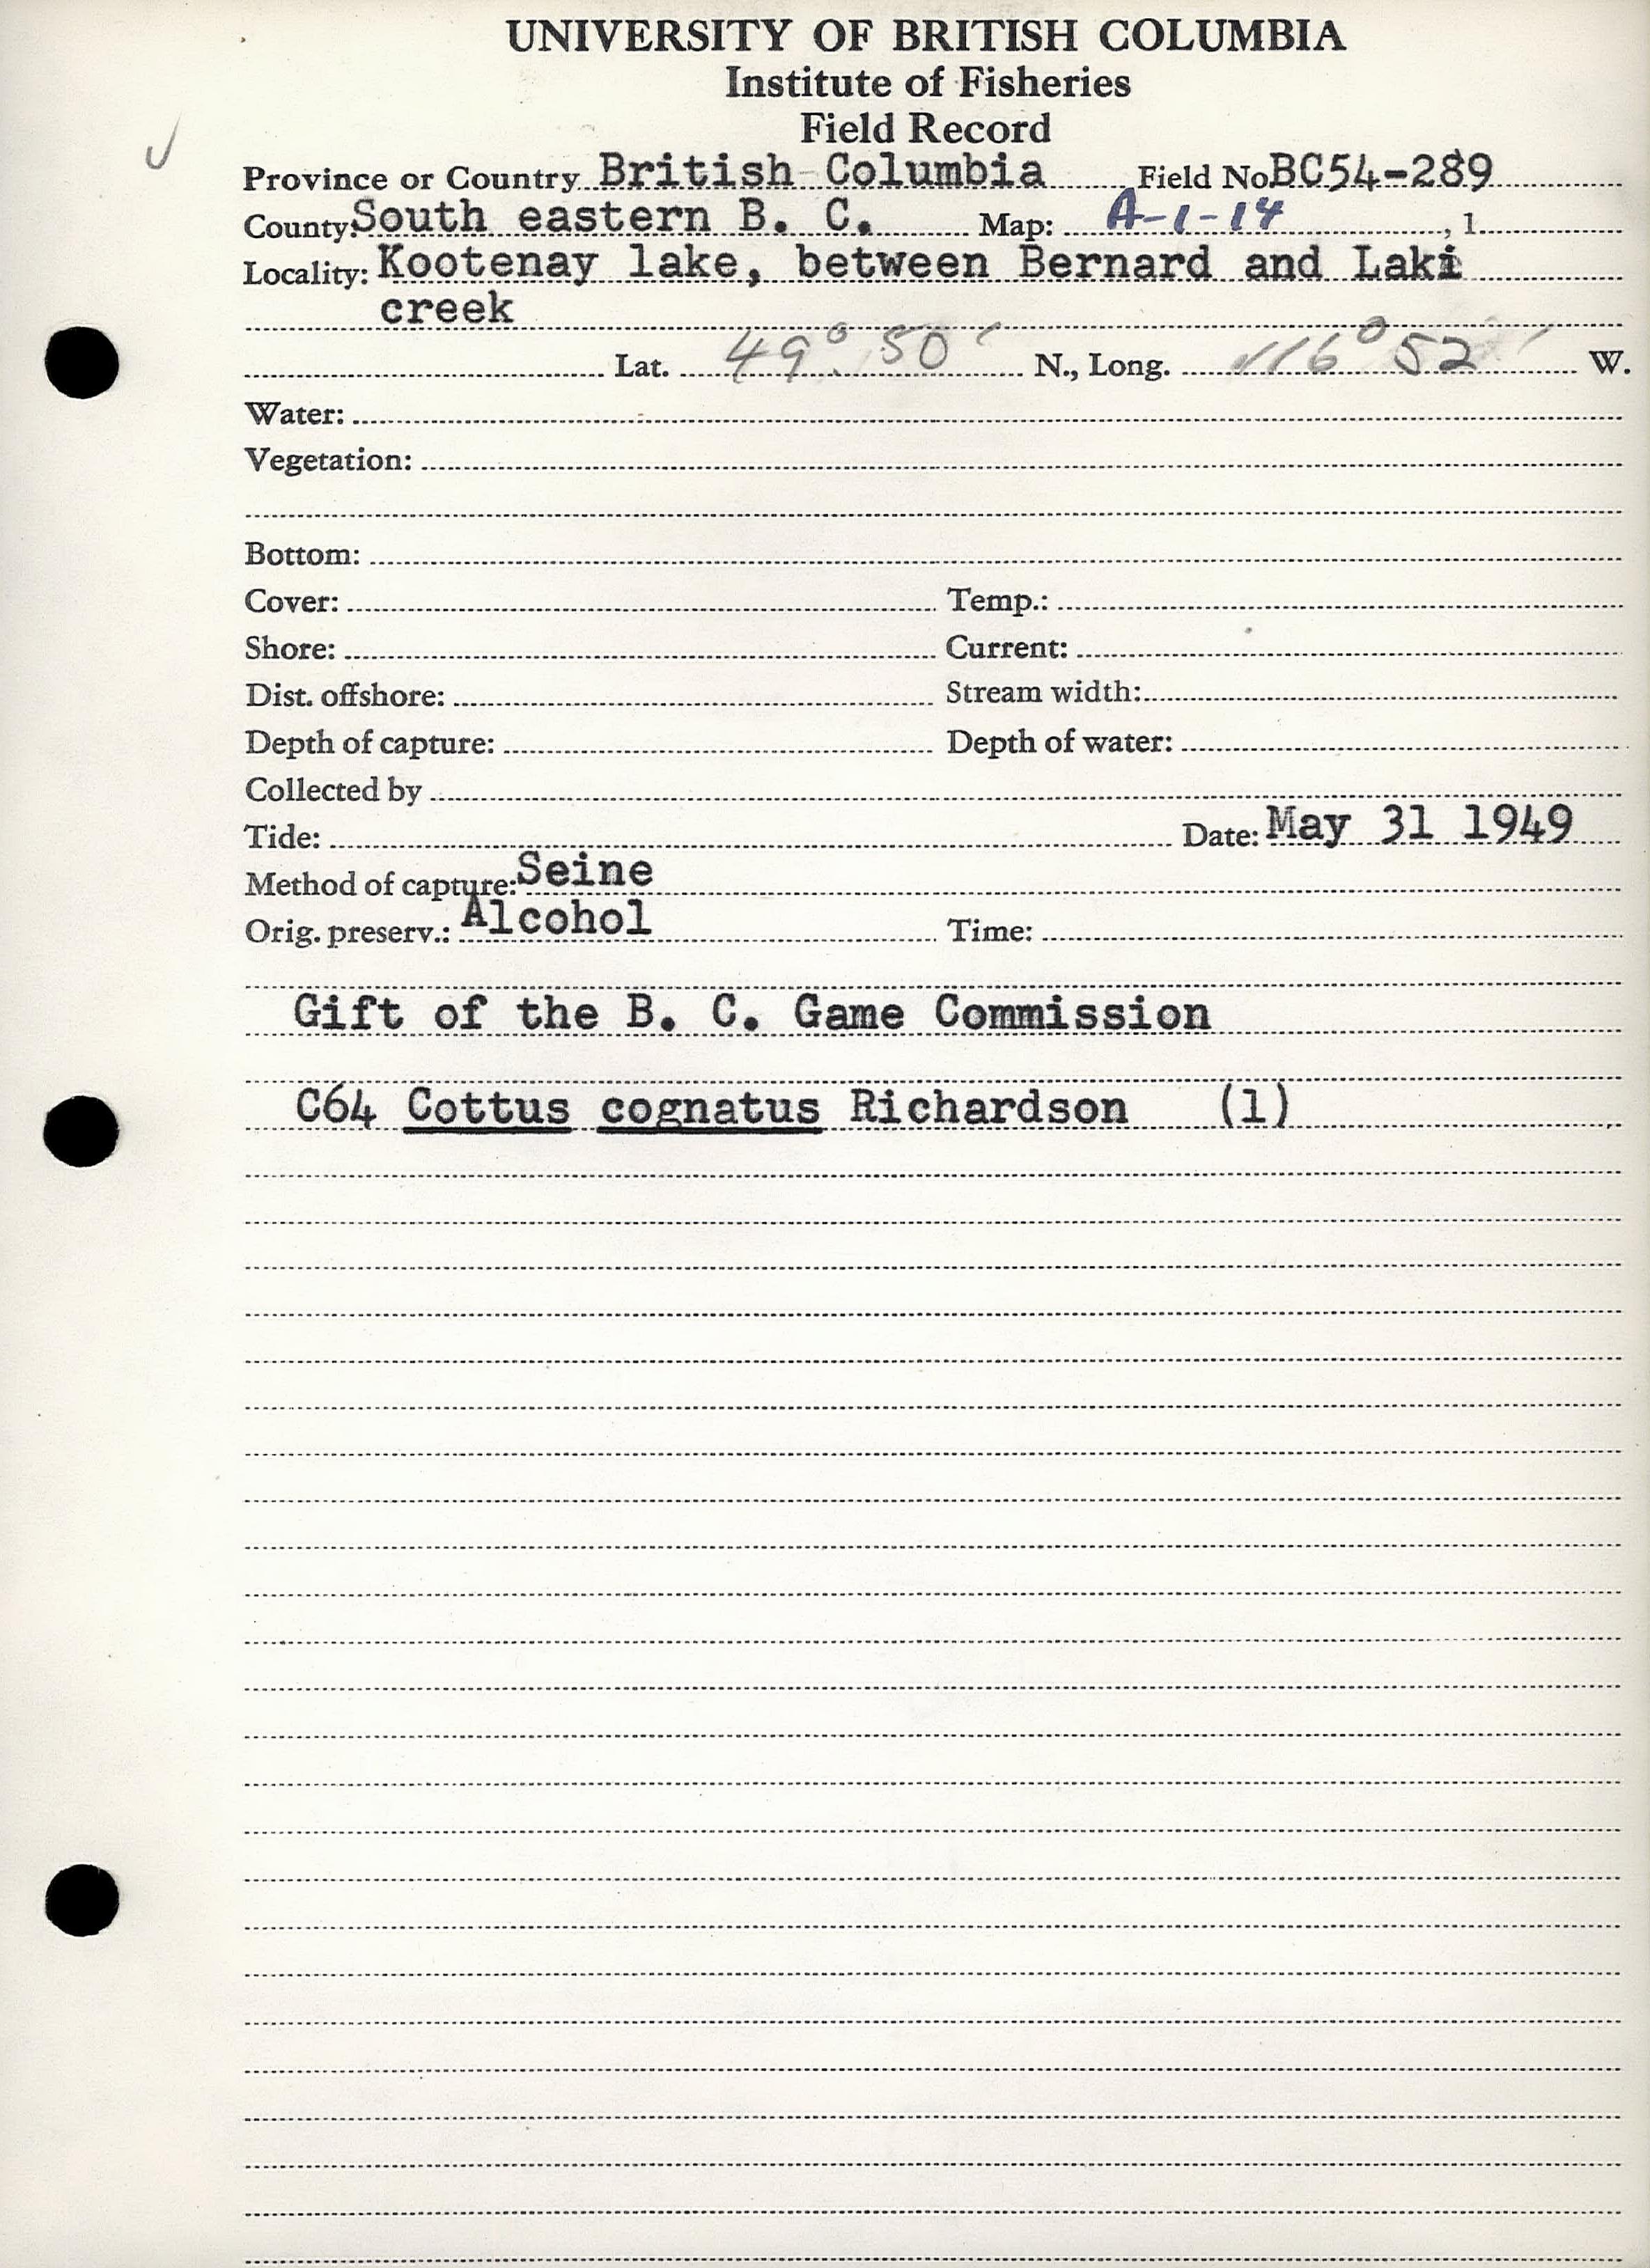 UNIVERSITY OF BRITISH COLUMBIA
Institute of Fisheries
Field Record
Province or Country British Columbia Field No. BC54-289
County: South eastern B. C. Map: A-1-14, 1
Locality: Kootenay lake, between Bernard and Laki
creek
Lat. 49° 50' N., Long. 116° 52' W.
Water:
Vegetation:
Bottom:
Cover: Temp.:
Shore: Current:
Dist. offshore: Stream width:
Depth of capture: Depth of water:
Collected by
Tide: Date: May 31 1949
Method of capture: Seine
Orig. preserv.: Alcohol Time:
Gift of the B. C. Game Commission
C64 Cottus cognatus Richardson (1)